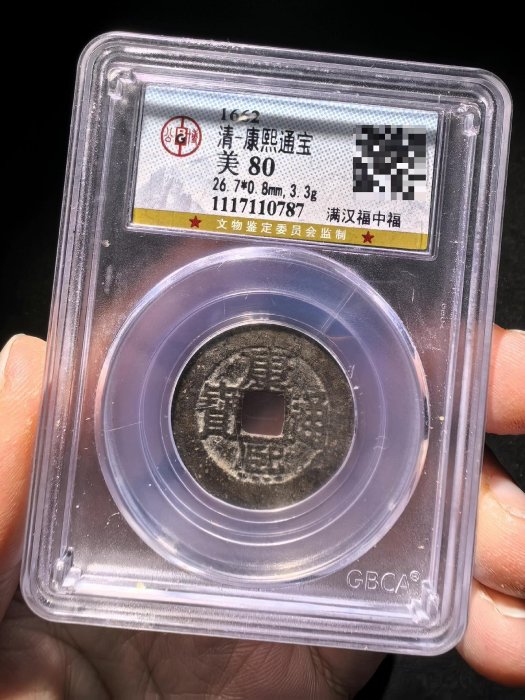 1662
清-康熙通宝
美 80
26.7*0.8mm, 3.3g
1117110787
满汉福中福
文物鉴定委员会监制
康熙通寶
GBCA®